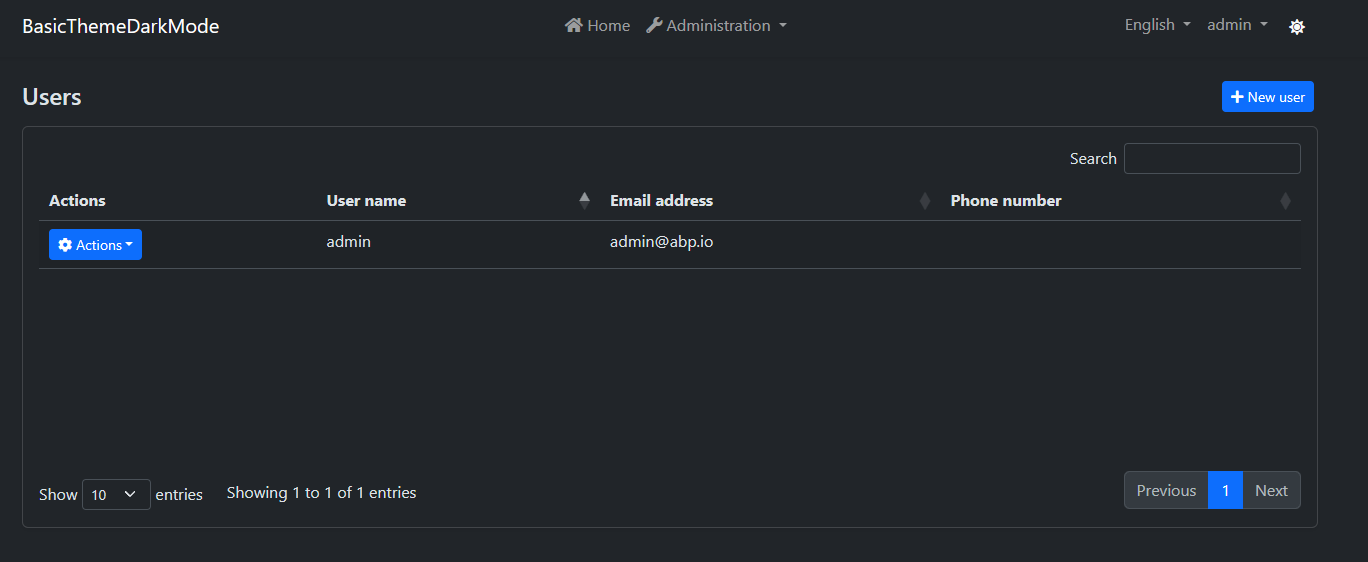 BasicThemeDarkMode Home Administration English admin
Users New user
Search
Actions User name Email address Phone number
Actions admin admin@abp.io
Show 10 entries Showing 1 to 1 of 1 entries Previous 1 Next